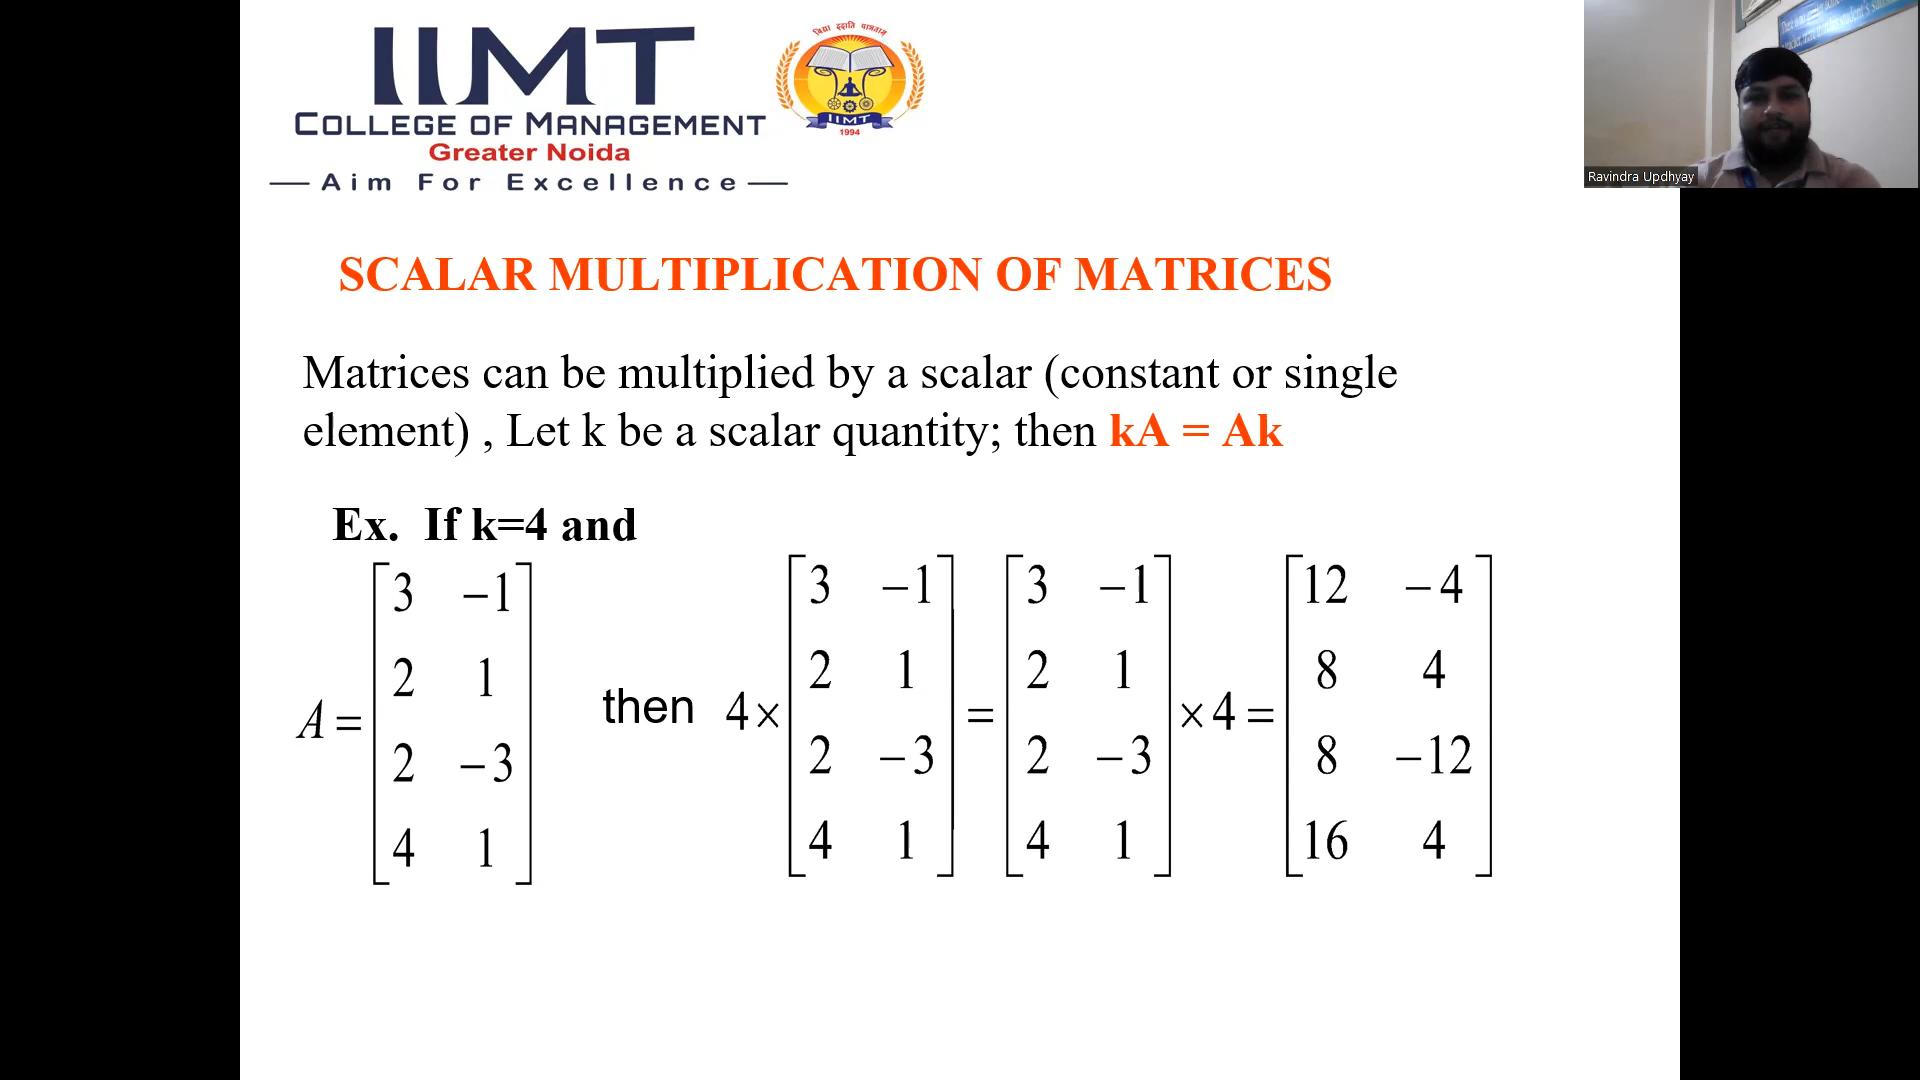 IIMT
COLLEGE OF MANAGEMENT
Greater Noida
Aim For Excellence
विद्या ददाति पात्रताम्
IIMT
1994
Ravindra Updhyay
SCALAR MULTIPLICATION OF MATRICES
Matrices can be multiplied by a scalar (constant or single
element) , Let k be a scalar quantity; then kA = Ak
Ex. If k=4 and
A = [3 −1
2 1
2 −3
4 1]
then
4 × [3 −1
2 1
2 −3
4 1]
= [3 −1
2 1
2 −3
4 1] × 4
= [12 −4
8 4
8 −12
16 4]